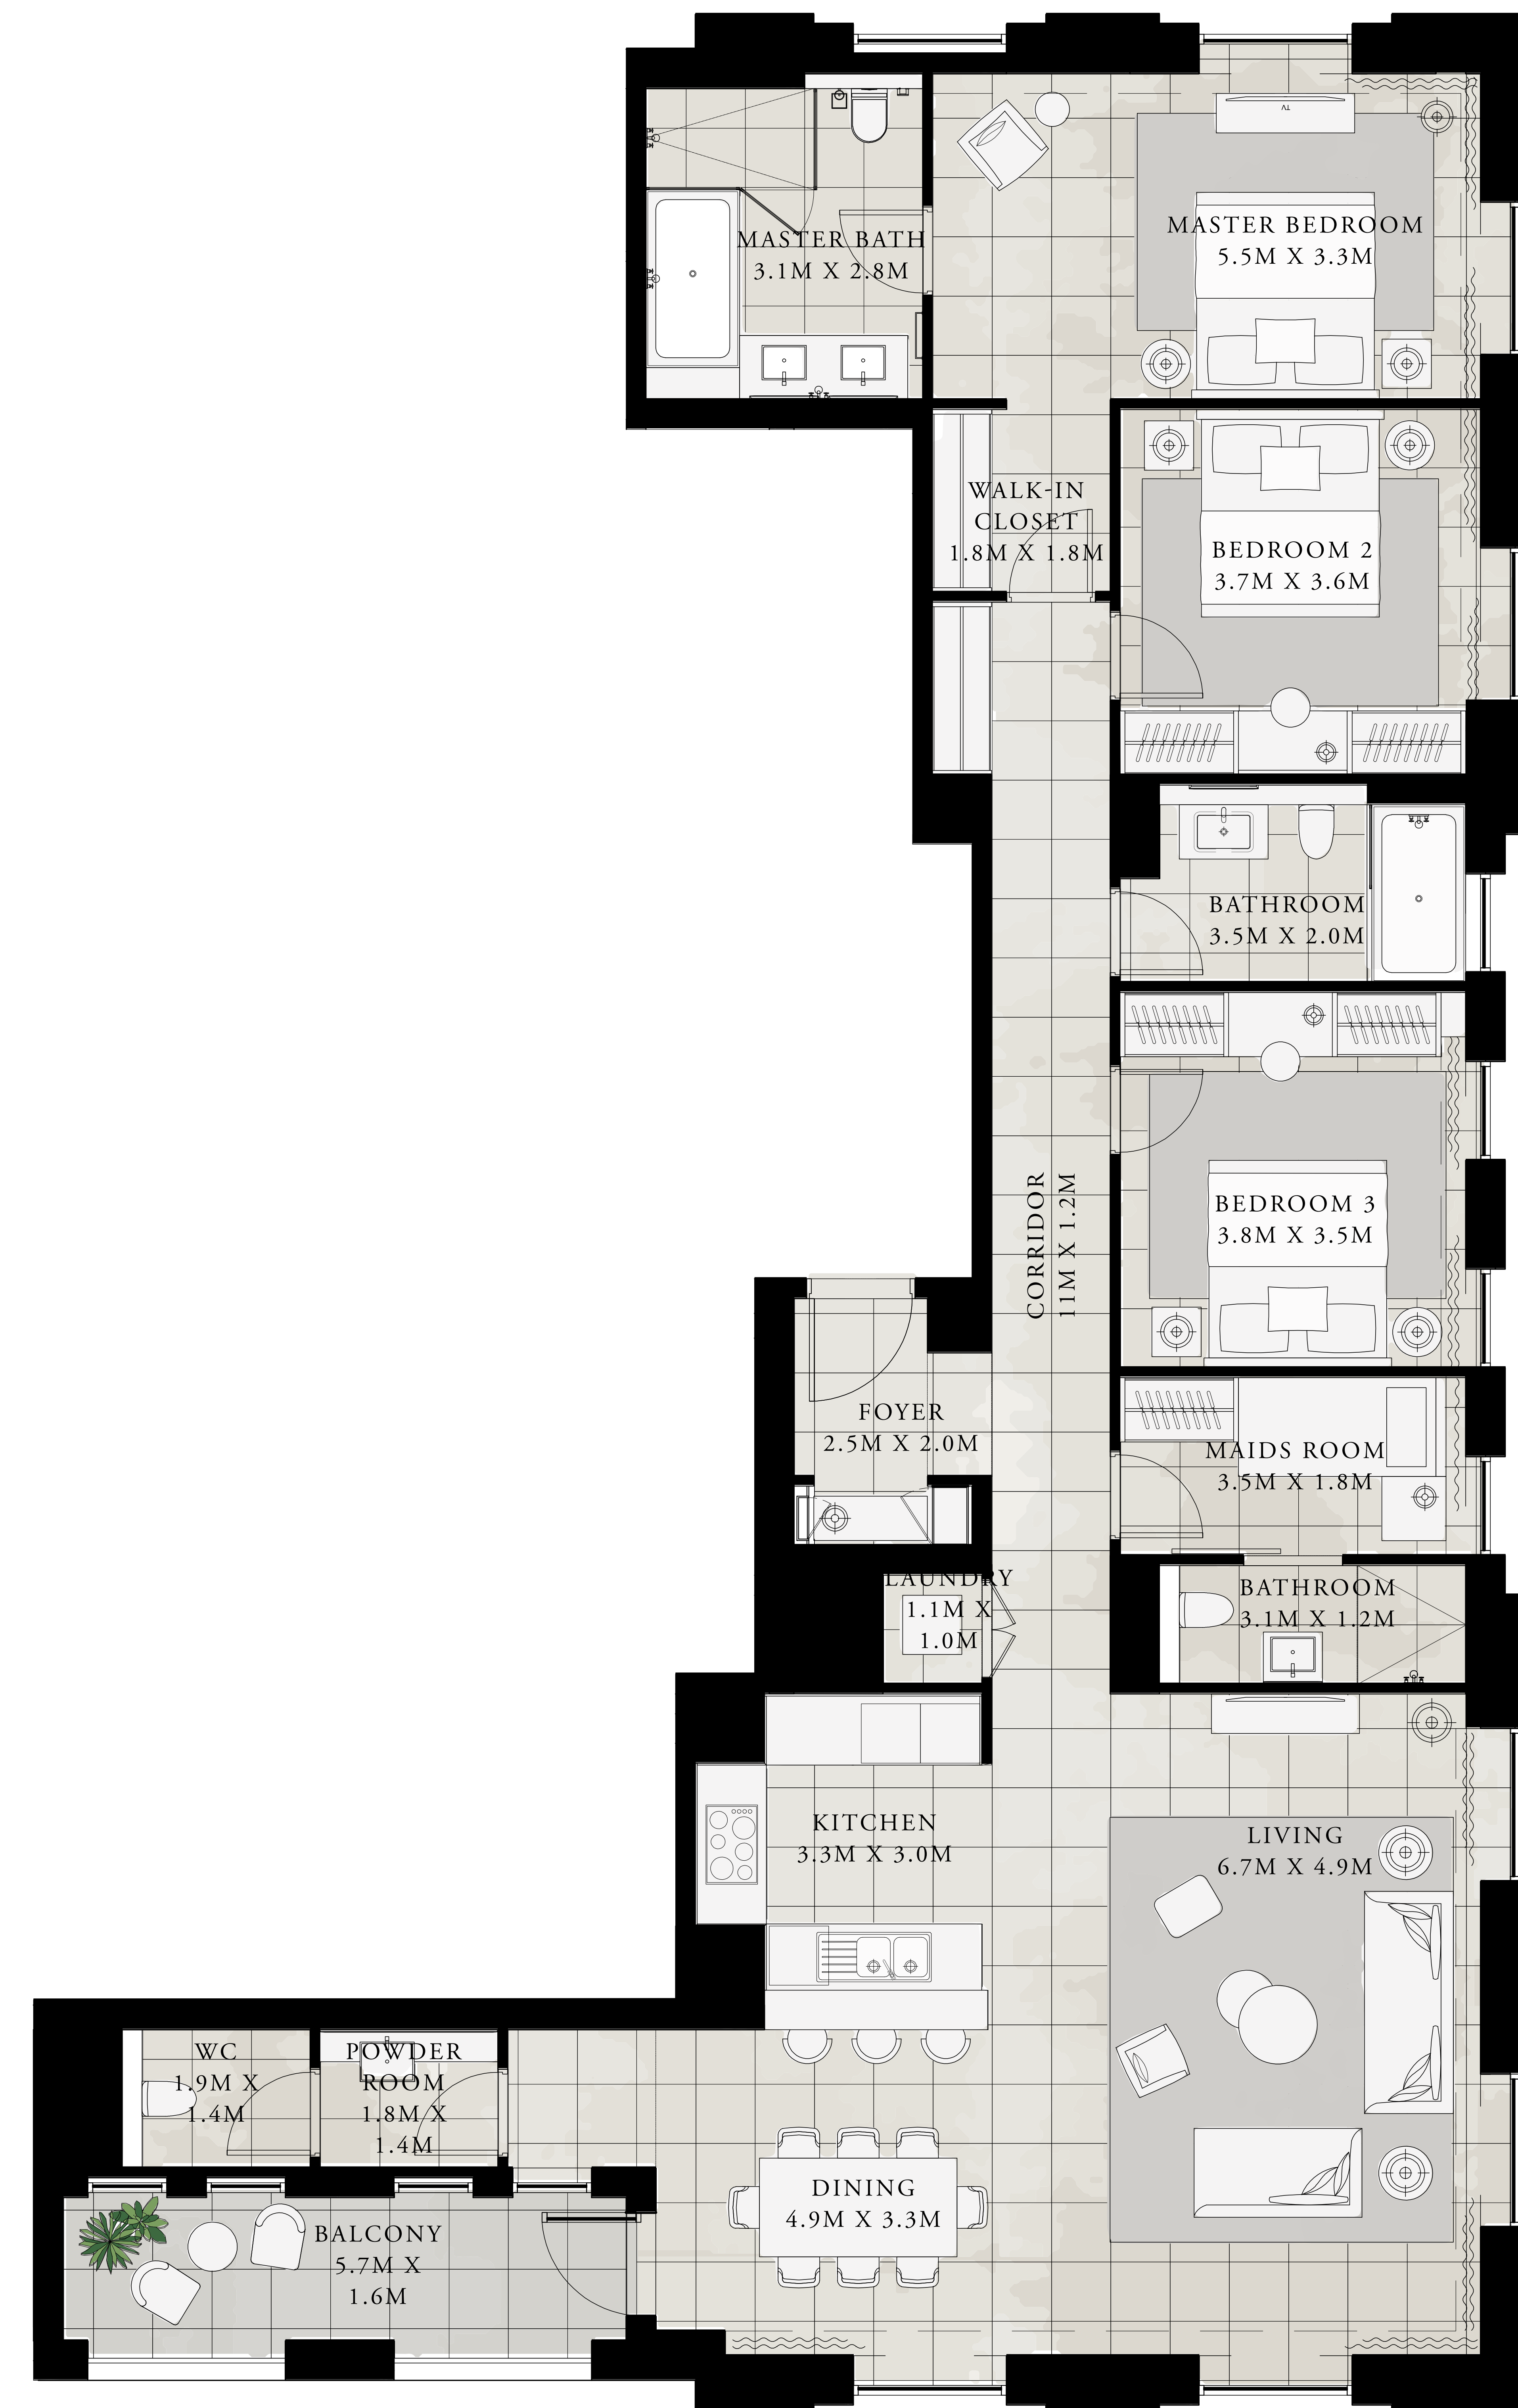 TV
MASTER BEDROOM
5.5M X 3.3M
MASTER BATH
3.1M X 2.8M
WALK-IN
CLOSET
1.8M X 1.8M
BEDROOM 2
3.7M X 3.6M
BATHROOM
3.5M X 2.0M
CORRIDOR
11M X 1.2M
BEDROOM 3
3.8M X 3.5M
FOYER
2.5M X 2.0M
MAIDS ROOM
3.5M X 1.8M
LAUNDRY
1.1M X
1.0M
BATHROOM
3.1M X 1.2M
KITCHEN
3.3M X 3.0M
LIVING
6.7M X 4.9M
WC
1.9M X
1.4M
POWDER
ROOM
1.8M X
1.4M
DINING
4.9M X 3.3M
BALCONY
5.7M X
1.6M